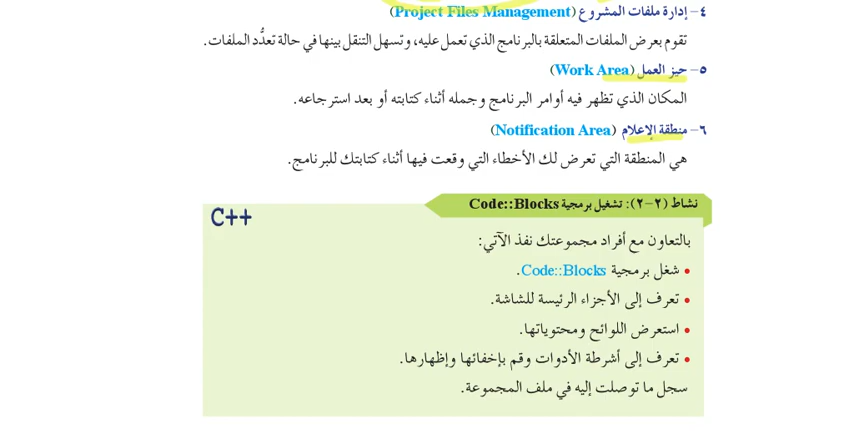 ٤- إدارة ملفات المشروع (Project Files Management)
تقوم بعرض الملفات المتعلقة بالبرنامج الذي تعمل عليه، وتسهل التنقل بينها في حالة تعدُّد الملفات.
٥- حيز العمل (Work Area)
المكان الذي تظهر فيه أوامر البرنامج وجمله أثناء كتابته أو بعد استرجاعه.
٦- منطقة الإعلام (Notification Area)
هي المنطقة التي تعرض لك الأخطاء التي وقعت فيها أثناء كتابتك للبرنامج.
نشاط (٢-٢): تشغيل برمجية Code::Blocks
C++
بالتعاون مع أفراد مجموعتك نفذ الآتي:
• شغل برمجية Code::Blocks.
• تعرف إلى الأجزاء الرئيسة للشاشة.
• استعرض اللوائح ومحتوياتها.
• تعرف إلى أشرطة الأدوات وقم بإخفائها وإظهارها.
سجل ما توصلت إليه في ملف المجموعة.